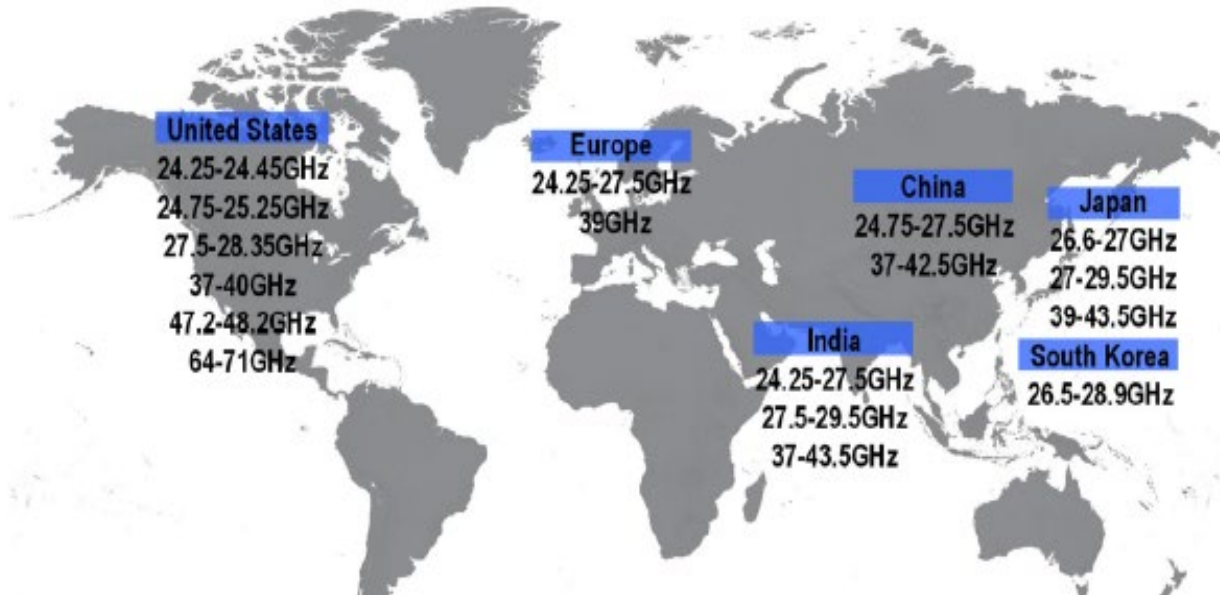 United States
24.25-24.45GHz
24.75-25.25GHz
27.5-28.35GHz
37-40GHz
47.2-48.2GHz
64-71GHz
Europe
24.25-27.5GHz
39GHz
China
24.75-27.5GHz
37-42.5GHz
Japan
26.6-27GHz
27-29.5GHz
39-43.5GHz
India
24.25-27.5GHz
27.5-29.5GHz
37-43.5GHz
South Korea
26.5-28.9GHz